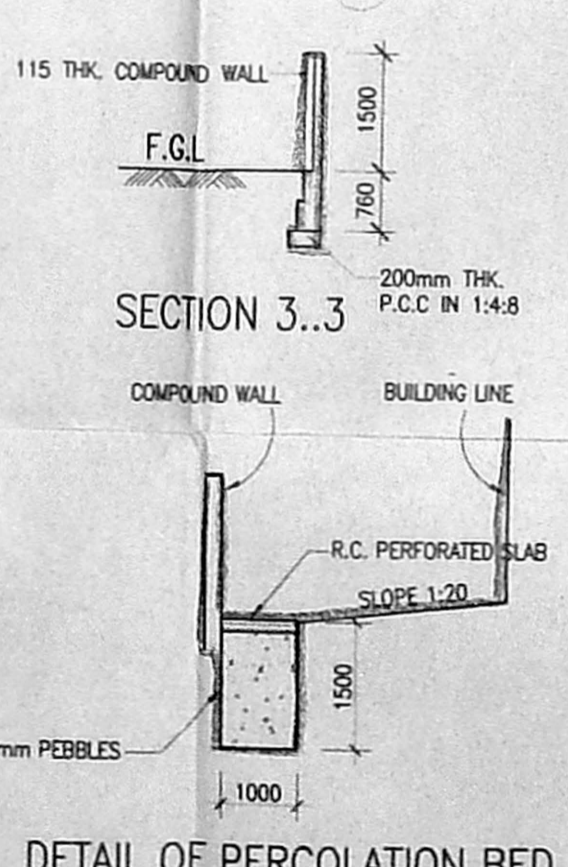 115 THK. COMPOUND WALL
1500
F.G.L
760
200mm THK.
P.C.C IN 1:4:8
SECTION 3..3
COMPOUND WALL
BUILDING LINE
R.C. PERFORATED SLAB
SLOPE 1:20
1500
mm PEBBLES
1000
DETAIL OF PERCOLATION BED